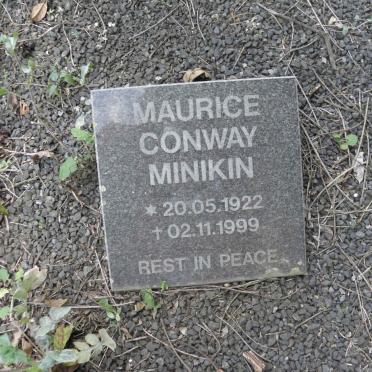 MAURICE
CONWAY
MINIKIN
* 20.05.1922
† 02.11.1999
REST IN PEACE